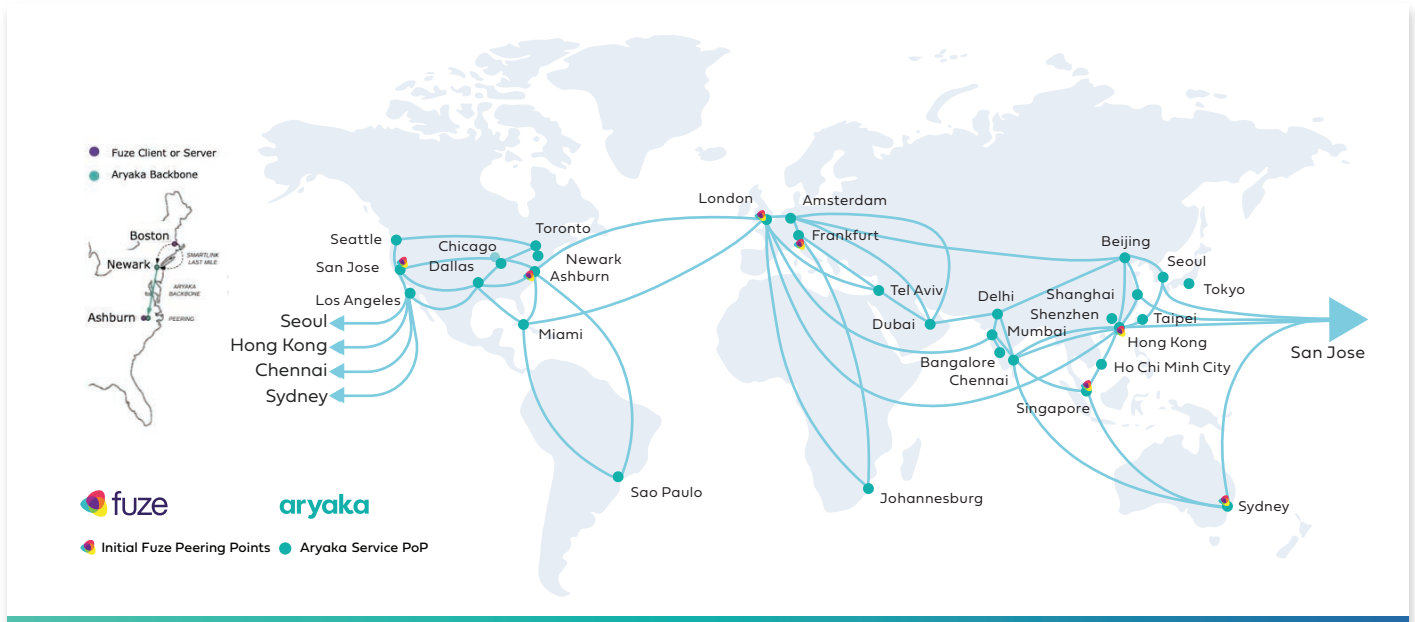 Fuze Client or Server
Aryaka Backbone
Boston
Newark
SMARTLINK
LAST MILE
ARYAKA
BACKBONE
Ashburn
PEERING
Seattle
San Jose
Los Angeles
Seoul
Hong Kong
Chennai
Sydney
Chicago
Dallas
Toronto
Newark
Ashburn
Miami
Sao Paulo
London
Amsterdam
Frankfurt
Tel Aviv
Dubai
Johannesburg
Delhi
Mumbai
Bangalore
Chennai
Singapore
Beijing
Seoul
Tokyo
Shanghai
Shenzhen
Taipei
Hong Kong
Ho Chi Minh City
Sydney
San Jose
fuze
aryaka
Initial Fuze Peering Points
Aryaka Service PoP